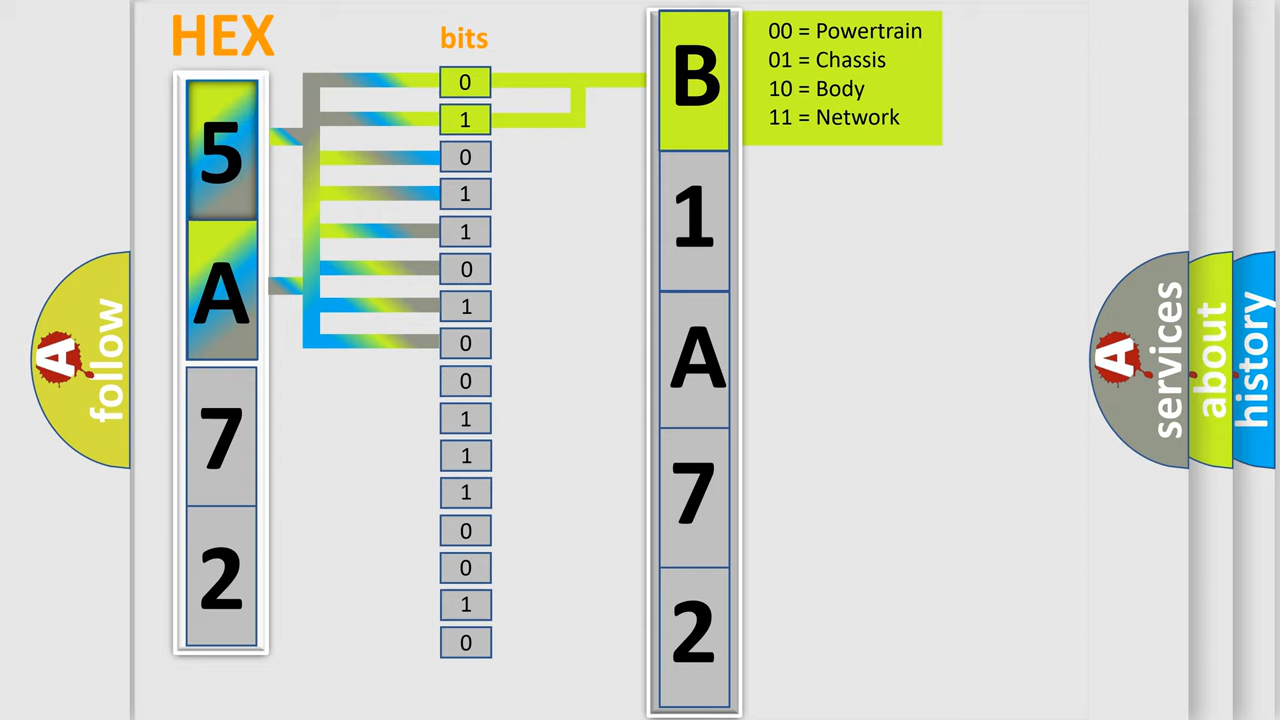 HEX
bits
5
A
7
2
0
1
0
1
1
0
1
0
0
1
1
1
0
0
1
0
B
1
A
7
2
00 = Powertrain
01 = Chassis
10 = Body
11 = Network
A
follow
A
services
about
history